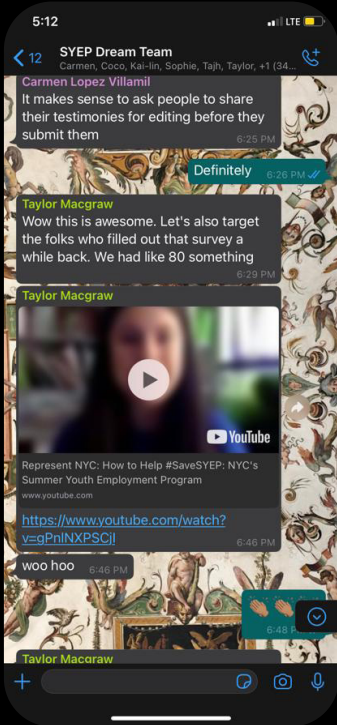 5:12
LTE
12
SYEP Dream Team
Carmen, Coco, Kai-lin, Sophie, Tajh, Taylor, +1 (34...
Carmen Lopez Villamil
It makes sense to ask people to share
their testimonies for editing before they
submit them
6:25 PM
Definitely
6:26 PM
Taylor Macgraw
Wow this is awesome. Let's also target
the folks who filled out that survey a
while back. We had like 80 something
6:29 PM
Taylor Macgraw
YouTube
Represent NYC: How to Help #SaveSYEP: NYC's
Summer Youth Employment Program
www.youtube.com
https://www.youtube.com/watch?
6:46 PM
woo hoo
6:46 PM
6:48
Taylor Macgraw